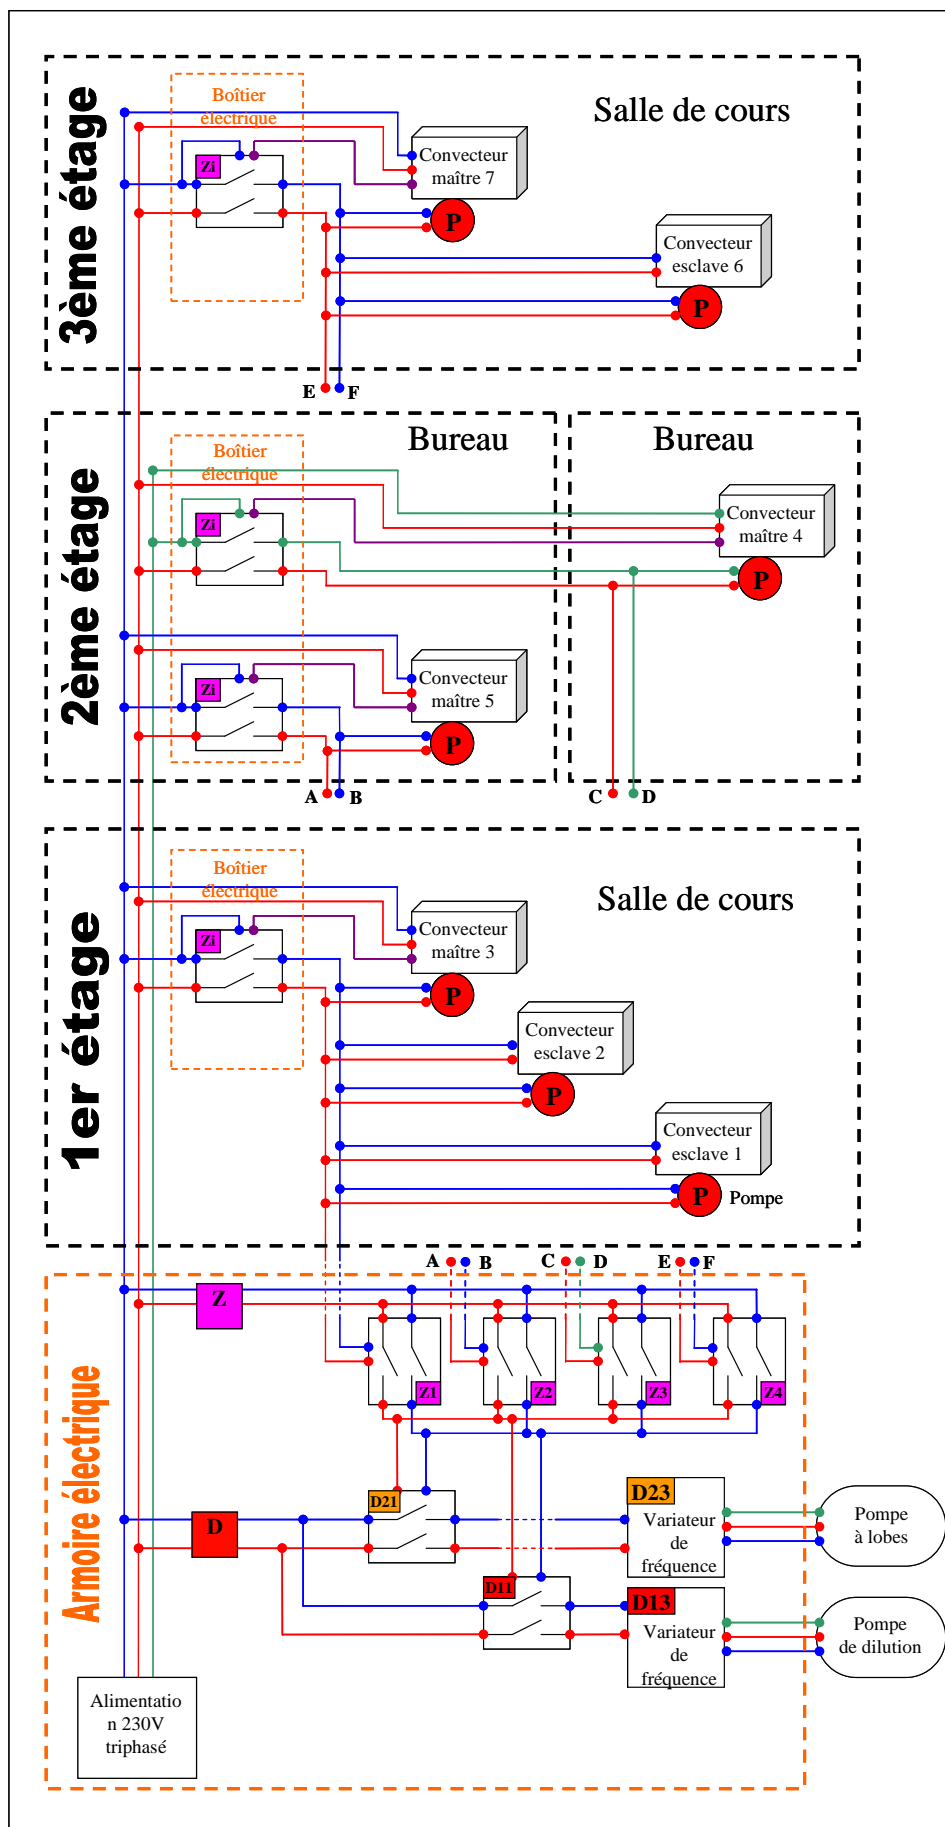 3ème étage
Boîtier
électrique
Salle de cours
Zi
Convecteur
maître 7
P
Convecteur
esclave 6
P
E
F
2ème étage
Bureau
Bureau
Boîtier
électrique
Zi
Convecteur
maître 4
P
Zi
Convecteur
maître 5
P
A
B
C
D
1er étage
Boîtier
électrique
Salle de cours
Zi
Convecteur
maître 3
P
Convecteur
esclave 2
P
Convecteur
esclave 1
P
Pompe
A
B
C
D
E
F
Armoire électrique
Z
Z1
Z2
Z3
Z4
D
D21
D23
Variateur
de
fréquence
Pompe
à lobes
D11
D13
Variateur
de
fréquence
Pompe
de dilution
Alimentatio
n 230V
triphasé